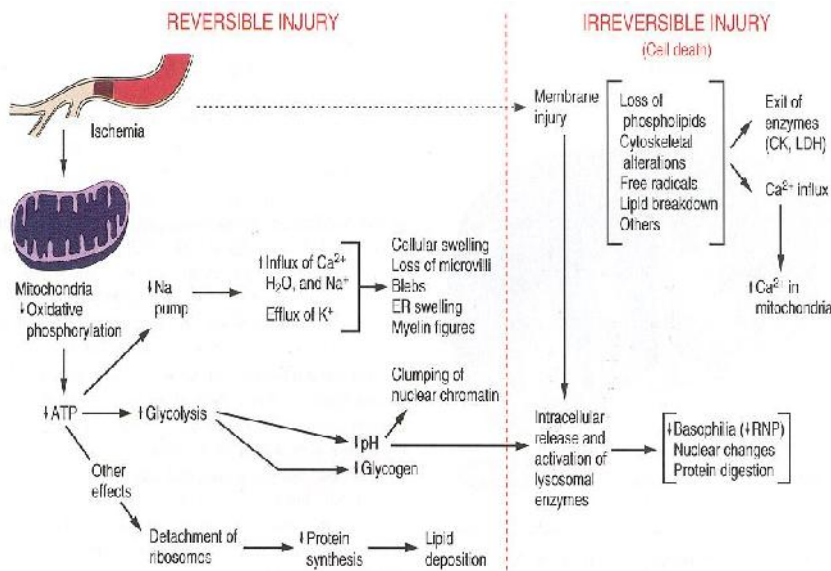 REVERSIBLE INJURY
IRREVERSIBLE INJURY
(Cell death)
Ischemia
Membrane
injury
Loss of
phospholipids
Cytoskeletal
alterations
Free radicals
Lipid breakdown
Others
Exit of
enzymes
(CK, LDH)
Ca²⁺ influx
↑Ca²⁺ in
mitochondria
Mitochondria
↓Oxidative
phosphorylation
↓Na
pump
↑Influx of Ca²⁺
H₂O, and Na⁺
Efflux of K⁺
Cellular swelling
Loss of microvilli
Blebs
ER swelling
Myelin figures
Clumping of
nuclear chromatin
↓ATP
↑Glycolysis
↓pH
↓Glycogen
Intracellular
release and
activation of
lysosomal
enzymes
↓Basophilia (↓RNP)
Nuclear changes
Protein digestion
Other
effects
Detachment of
ribosomes
↓Protein
synthesis
Lipid
deposition